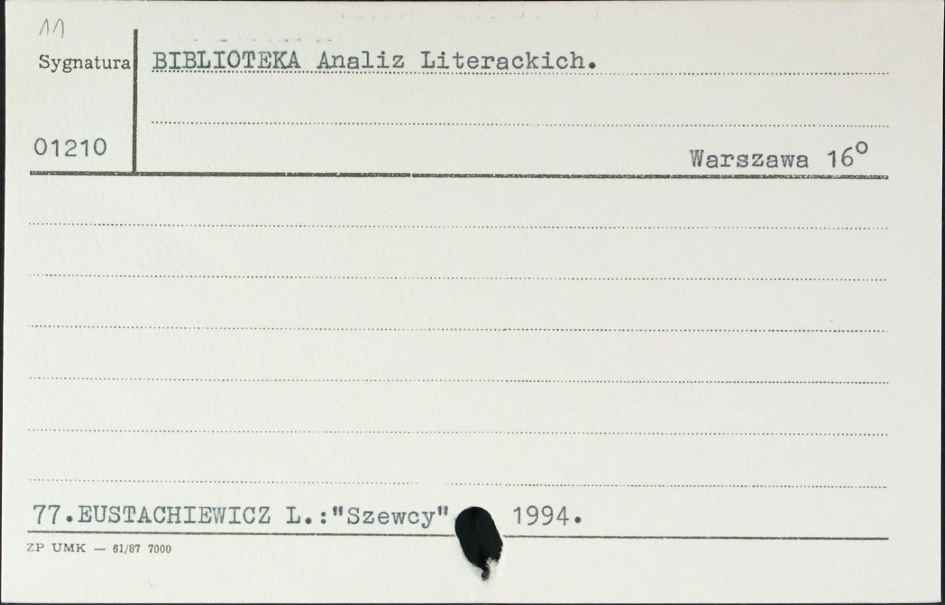 11
Sygnatura
BIBLIOTEKA Analiz Literackich.
01210
Warszawa 16°
77.EUSTACHIEWICZ L.:"Szewcy" 1994.
ZP UMK — 61/87 7000